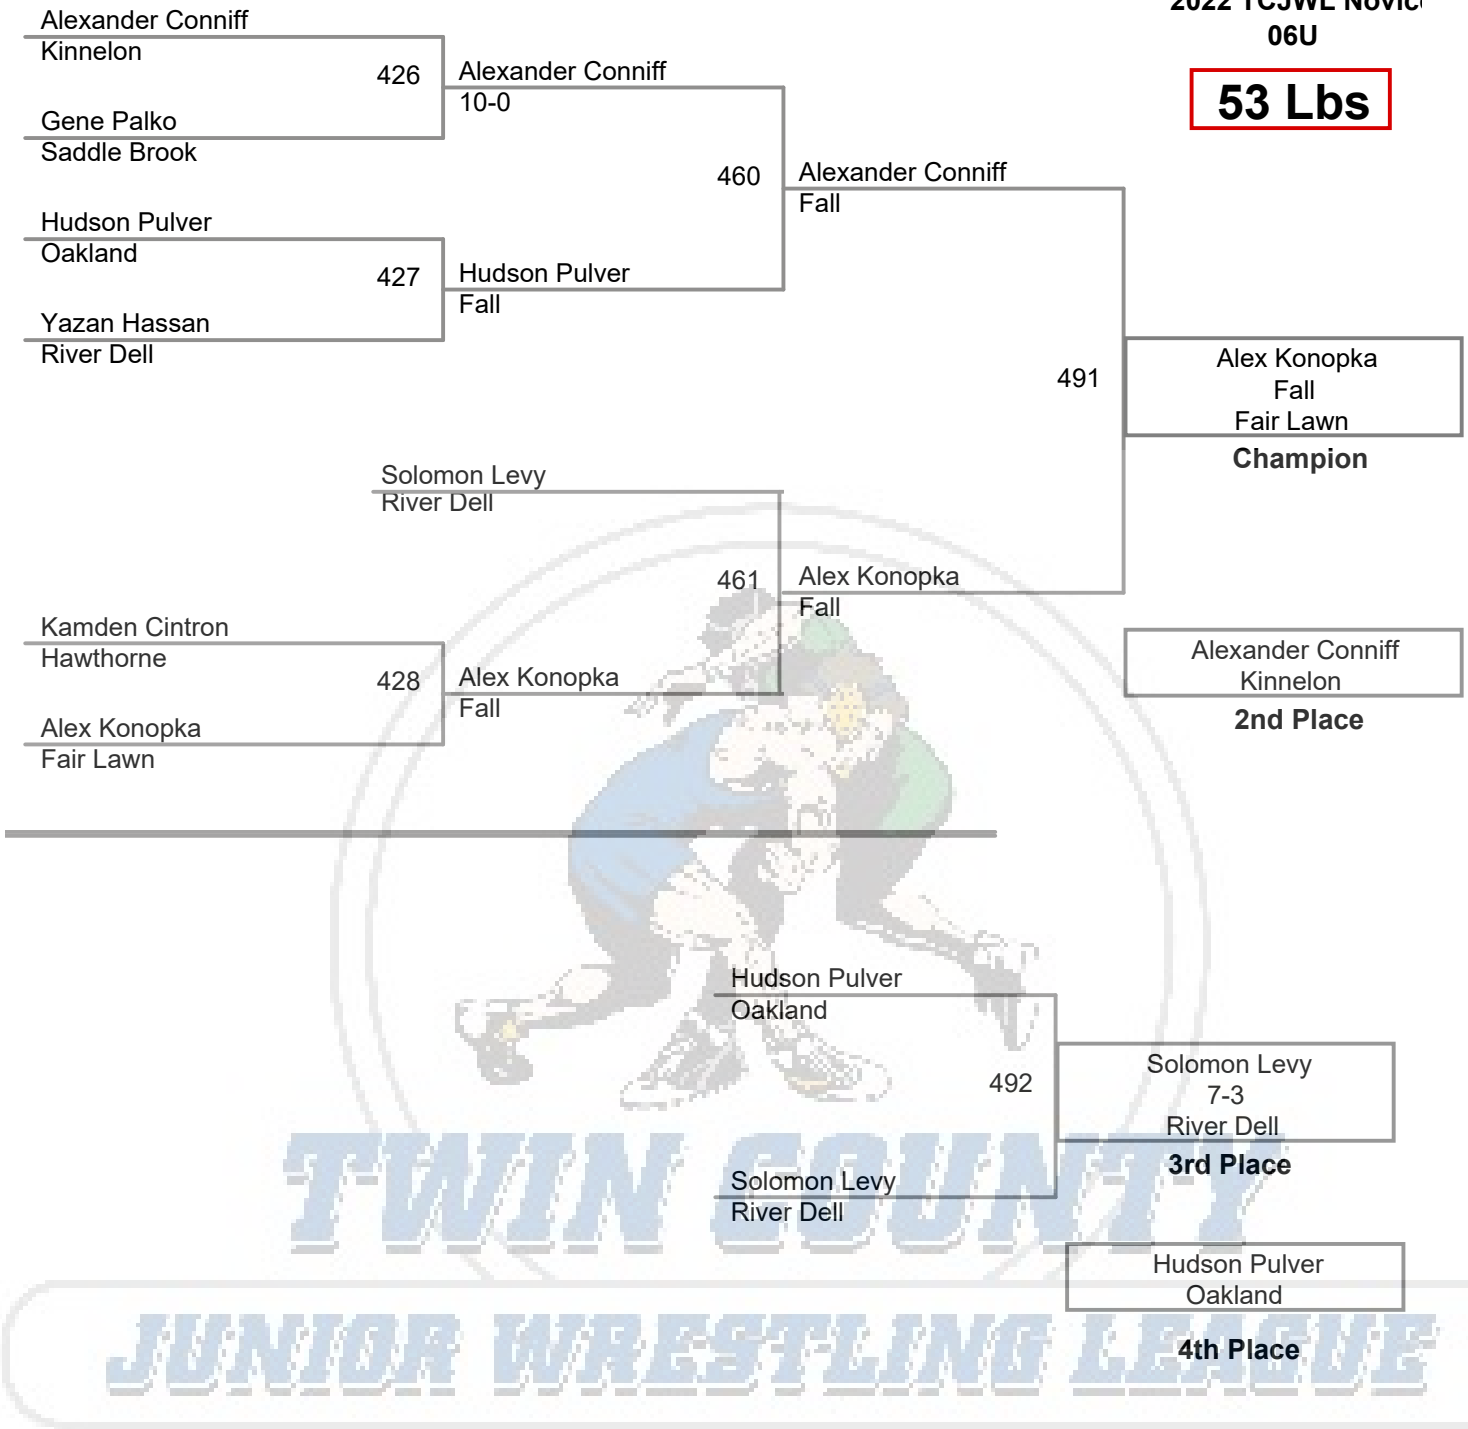 2022 TCJWL Novice
06U
53 Lbs
Alexander Conniff
Kinnelon
426
Gene Palko
Saddle Brook
Alexander Conniff
10-0
Hudson Pulver
Oakland
427
Yazan Hassan
River Dell
Hudson Pulver
Fall
460
Alexander Conniff
Fall
Solomon Levy
River Dell
Kamden Cintron
Hawthorne
428
Alex Konopka
Fair Lawn
Alex Konopka
Fall
461
Alex Konopka
Fall
491
Alex Konopka
Fall
Fair Lawn
Champion
Alexander Conniff
Kinnelon
2nd Place
Hudson Pulver
Oakland
492
Solomon Levy
River Dell
Solomon Levy
7-3
River Dell
3rd Place
Hudson Pulver
Oakland
4th Place
TWIN COUNTY
JUNIOR WRESTLING LEAGUE